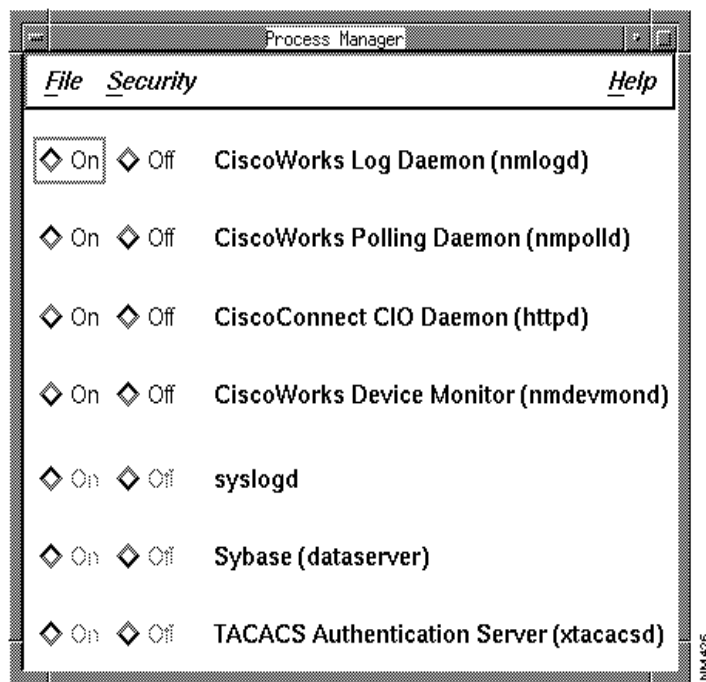 Process Manager
File Security Help
On Off CiscoWorks Log Daemon (nmlogd)
On Off CiscoWorks Polling Daemon (nmpolld)
On Off CiscoConnect CIO Daemon (httpd)
On Off CiscoWorks Device Monitor (nmdevmond)
On Off syslogd
On Off Sybase (dataserver)
On Off TACACS Authentication Server (xtacacsd)
NM426